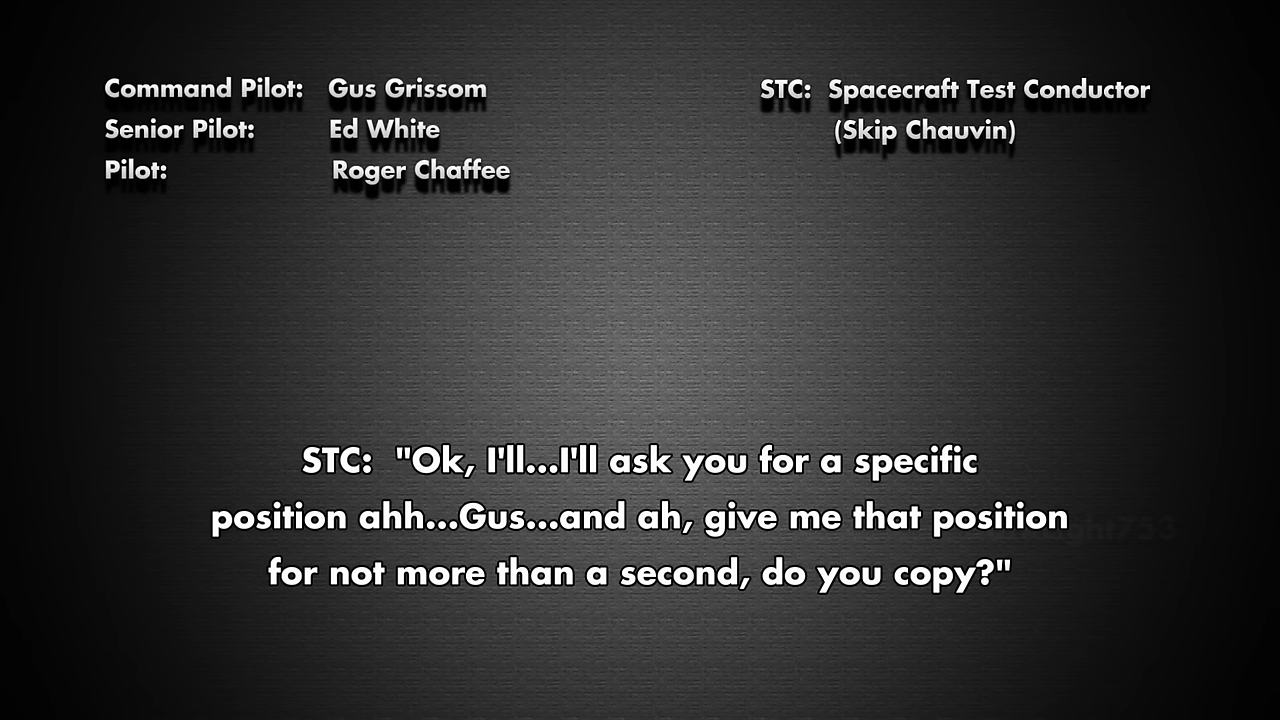 Command Pilot: Gus Grissom
Senior Pilot: Ed White
Pilot: Roger Chaffee
STC: Spacecraft Test Conductor
(Skip Chauvin)
STC: "Ok, I'll...I'll ask you for a specific
position ahh...Gus...and ah, give me that position
for not more than a second, do you copy?"